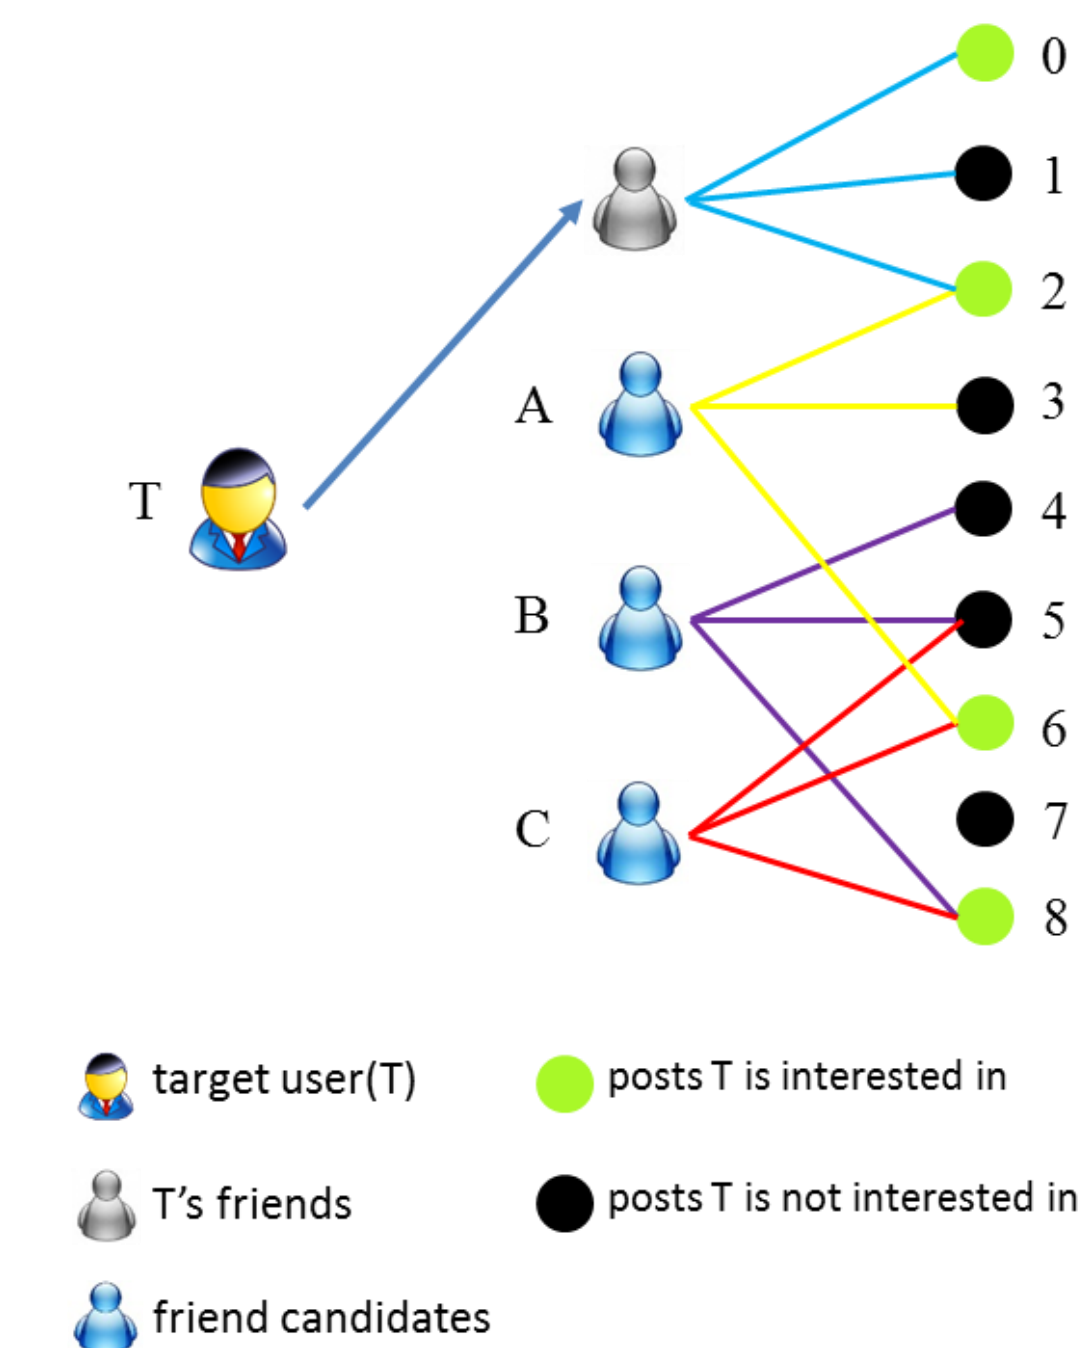 0
1
2
A
3
T
4
B
5
6
C
7
8
target user(T)
posts T is interested in
T’s friends
posts T is not interested in
friend candidates